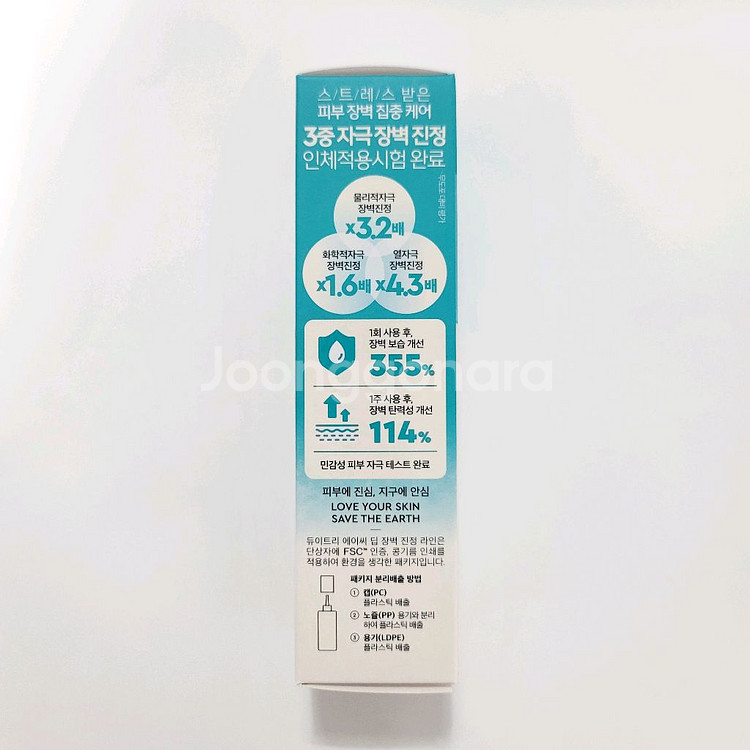 스/트/레/스 받은
피부 장벽 집중 케어
3중 자극 장벽 진정
인체적용시험 완료
무도포 대비 평가
물리적자극
장벽진정
x3.2배
화학적자극
장벽진정
x1.6배
열자극
장벽진정
x4.3배
1회 사용 후,
장벽 보습 개선
355%
Joonggonara
1주 사용 후,
장벽 탄력성 개선
114%
민감성 피부 자극 테스트 완료
피부에 진심, 지구에 안심
LOVE YOUR SKIN
SAVE THE EARTH
듀이트리 에이씨 딥 장벽 진정 라인은
단상자에 FSC™ 인증, 콩기름 인쇄를
적용하여 환경을 생각한 패키지입니다.
패키지 분리배출 방법
① 캡(PC)
플라스틱 배출
② 노즐(PP) 용기와 분리
하여 플라스틱 배출
③ 용기(LDPE)
플라스틱 배출